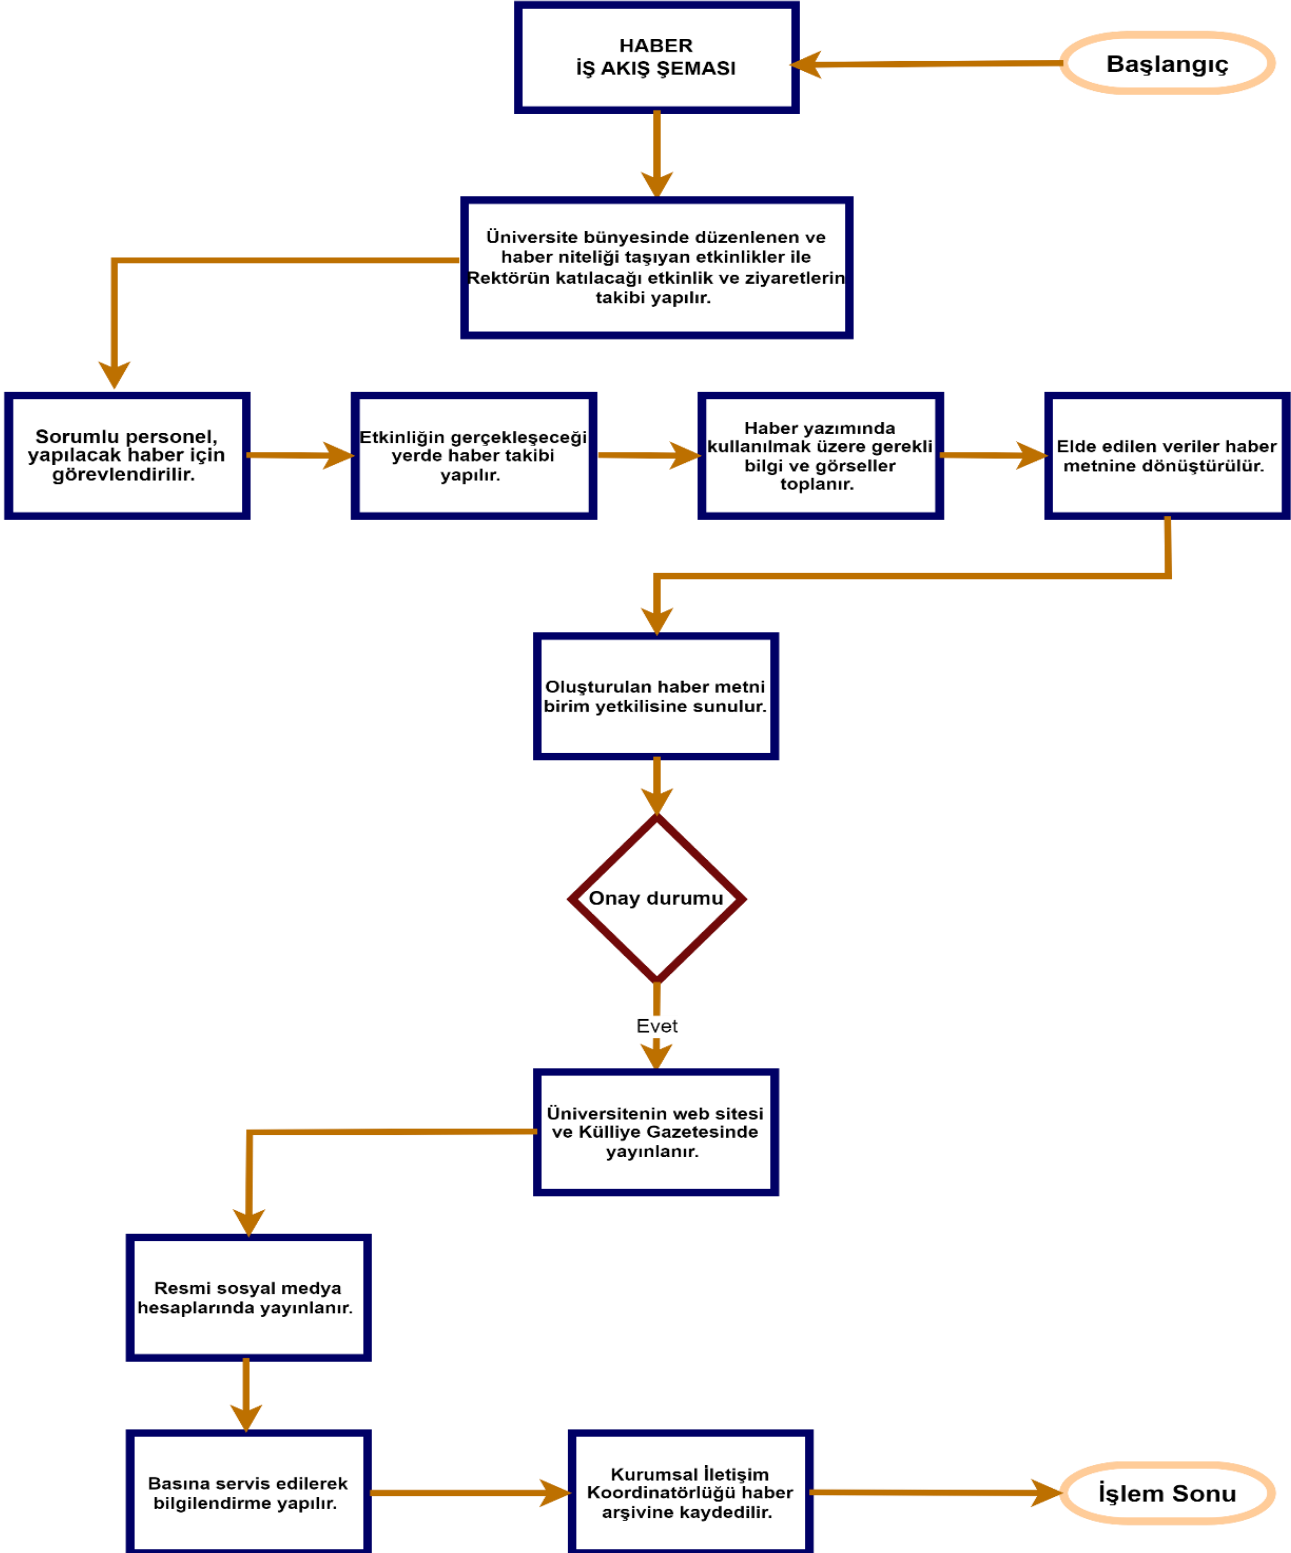 HABER
İŞ AKIŞ ŞEMASI
Başlangıç
Üniversite bünyesinde düzenlenen ve
haber niteliği taşıyan etkinlikler ile
Rektörün katılacağı etkinlik ve ziyaretlerin
takibi yapılır.
Sorumlu personel,
yapılacak haber için
görevlendirilir.
Etkinliğin gerçekleşeceği
yerde haber takibi
yapılır.
Haber yazımında
kullanılmak üzere gerekli
bilgi ve görseller
toplanır.
Elde edilen veriler haber
metnine dönüştürülür.
Oluşturulan haber metni
birim yetkilisine sunulur.
Onay durumu
Evet
Üniversitenin web sitesi
ve Külliye Gazetesinde
yayınlanır.
Resmi sosyal medya
hesaplarında yayınlanır.
Basına servis edilerek
bilgilendirme yapılır.
Kurumsal İletişim
Koordinatörlüğü haber
arşivine kaydedilir.
İşlem Sonu